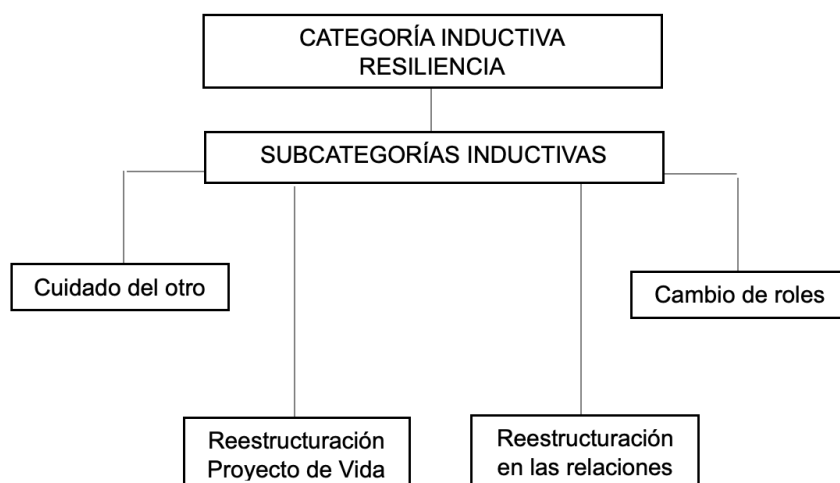 CATEGORÍA INDUCTIVA
RESILIENCIA
SUBCATEGORÍAS INDUCTIVAS
Cuidado del otro
Cambio de roles
Reestructuración
Proyecto de Vida
Reestructuración
en las relaciones